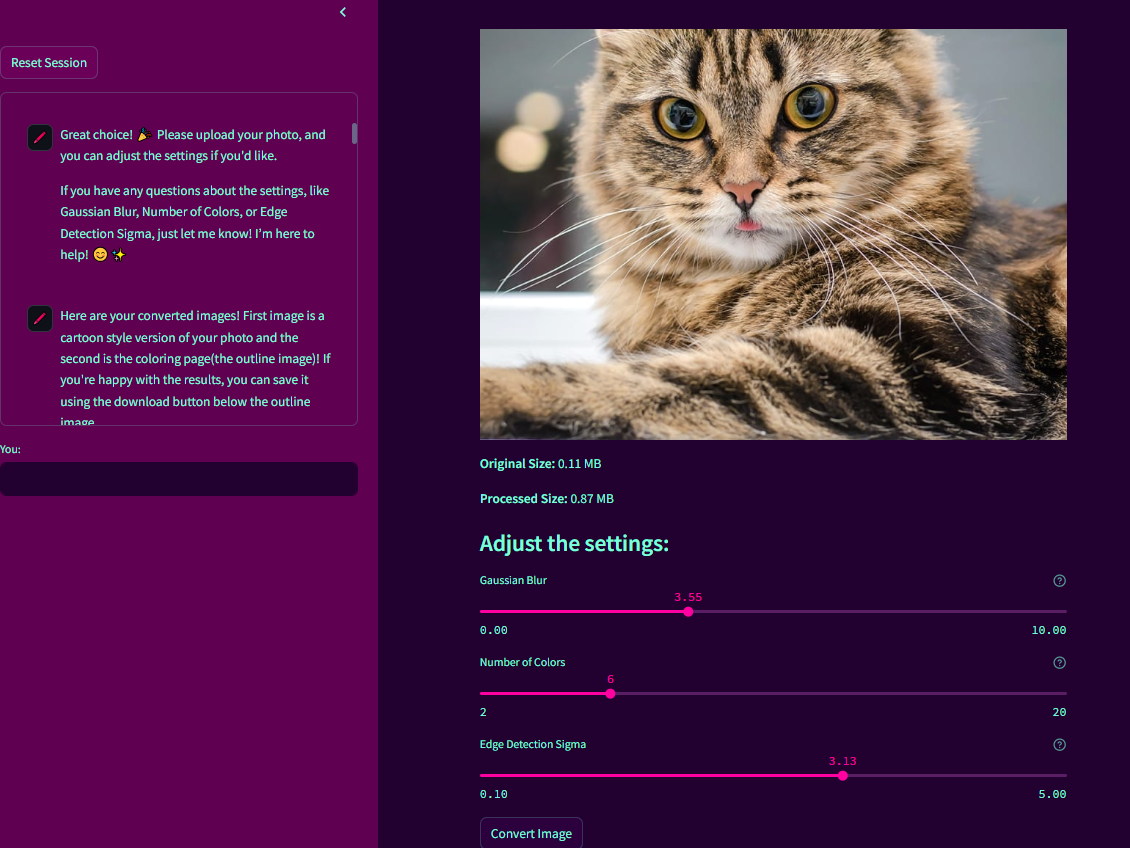 Reset Session
Great choice! 🎉 Please upload your photo, and
you can adjust the settings if you'd like.
If you have any questions about the settings, like
Gaussian Blur, Number of Colors, or Edge
Detection Sigma, just let me know! I'm here to
help! 😊 ✨
Here are your converted images! First image is a
cartoon style version of your photo and the
second is the coloring page(the outline image)! If
you're happy with the results, you can save it
using the download button below the outline
image
You:
Original Size: 0.11 MB
Processed Size: 0.87 MB
Adjust the settings:
Gaussian Blur
3.55
0.00 10.00
Number of Colors
6
2 20
Edge Detection Sigma
3.13
0.10 5.00
Convert Image